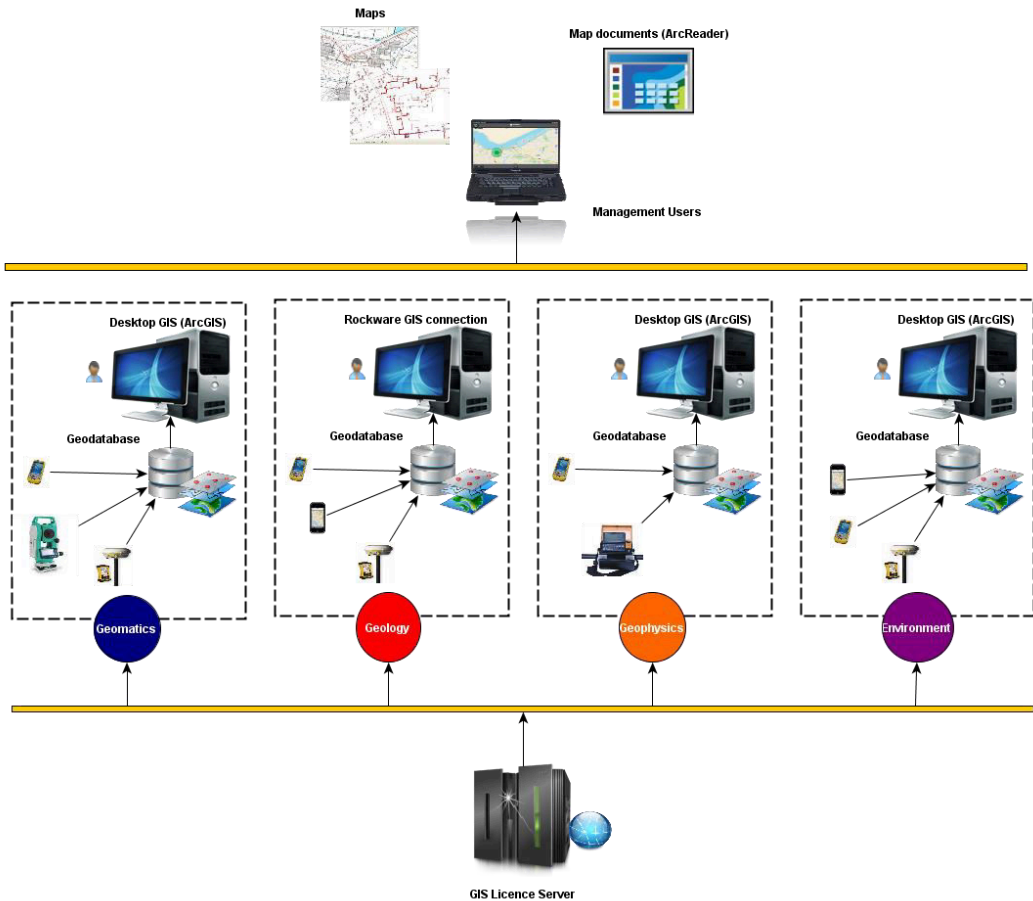 Maps
Map documents (ArcReader)
Management Users
Desktop GIS (ArcGIS)
Rockware GIS connection
Desktop GIS (ArcGIS)
Desktop GIS (ArcGIS)
Geodatabase
Geodatabase
Geodatabase
Geodatabase
Geomatics
Geology
Geophysics
Environment
GIS Licence Server